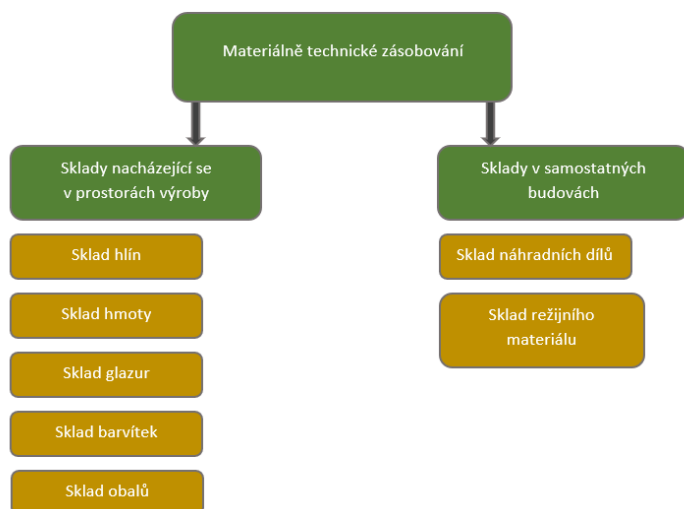 Materiálně technické zásobování
Sklady nacházející se
v prostorách výroby
Sklad hlín
Sklad hmoty
Sklad glazur
Sklad barvítek
Sklad obalů
Sklady v samostatných
budovách
Sklad náhradních dílů
Sklad režijního
materiálu